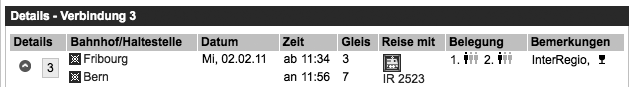 Details - Verbindung 3
Details Bahnhof/Haltestelle Datum Zeit Gleis Reise mit Belegung Bemerkungen
3 Fribourg Mi, 02.02.11 ab 11:34 3 1. 2. InterRegio,
Bern an 11:56 7 IR 2523